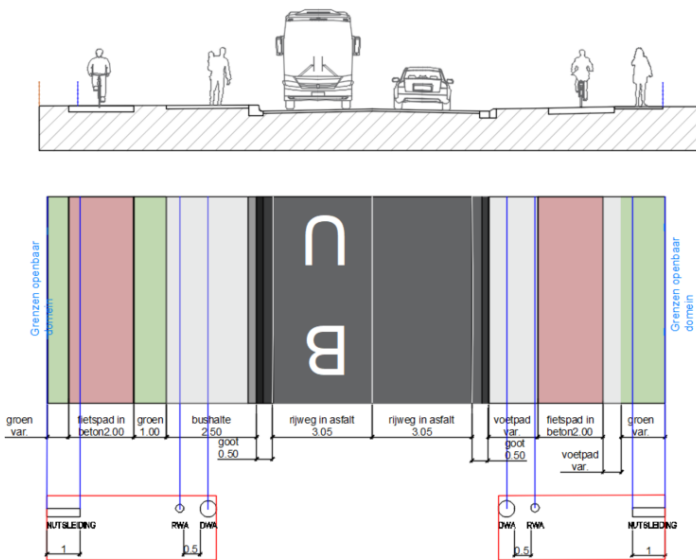 U
B
Grenzen openbaar
domein
Grenzen openbaar
domein
groen
var.
fietspad in
beton2.00
groen
1.00
bushalte
2.50
goot
0.50
rijweg in asfalt
3.05
rijweg in asfalt
3.05
goot
0.50
voetpad
var.
fietspad in
beton2.00
voetpad
var.
groen
var.
NUTSLEIDING
RWA
DWA
1
0.5
DWA
RWA
NUTSLEIDING
0.5
1